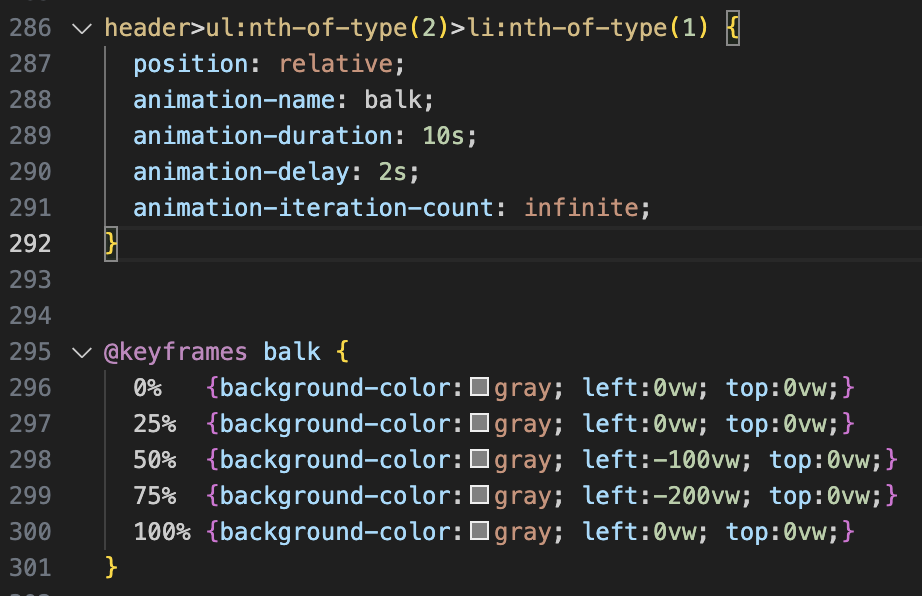 286 header>ul:nth-of-type(2)>li:nth-of-type(1) {
287 position: relative;
288 animation-name: balk;
289 animation-duration: 10s;
290 animation-delay: 2s;
291 animation-iteration-count: infinite;
292 }
293
294
295 @keyframes balk {
296 0% {background-color: gray; left:0vw; top:0vw;}
297 25% {background-color: gray; left:0vw; top:0vw;}
298 50% {background-color: gray; left:-100vw; top:0vw;}
299 75% {background-color: gray; left:-200vw; top:0vw;}
300 100% {background-color: gray; left:0vw; top:0vw;}
301 }